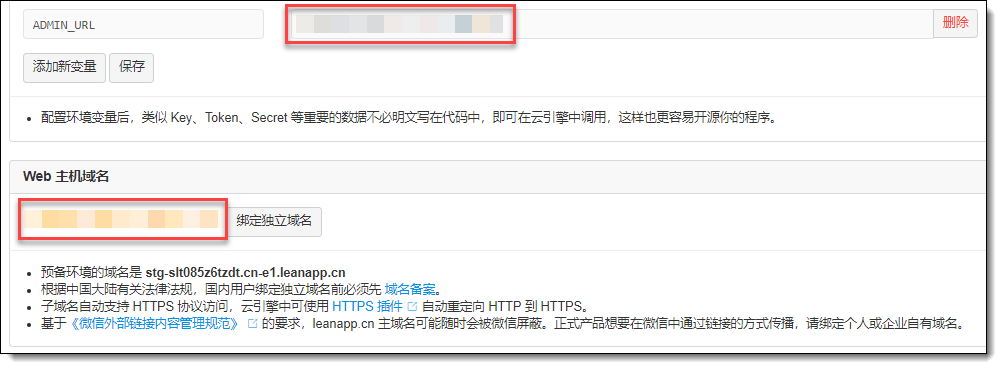 ADMIN_URL
删除
添加新变量 保存
配置环境变量后，类似 Key、Token、Secret 等重要的数据不必明文写在代码中，即可在云引擎中调用，这样也更容易开源你的程序。
Web 主机域名
绑定独立域名
预备环境的域名是 stg-slt085z6tzdt.cn-e1.leanapp.cn
根据中国大陆有关法律法规，国内用户绑定独立域名前必须先 域名备案。
子域名自动支持 HTTPS 协议访问，云引擎中可使用 HTTPS 插件 自动重定向 HTTP 到 HTTPS。
基于《微信外部链接内容管理规范》 的要求，leanapp.cn 主域名可能随时会被微信屏蔽。正式产品想要在微信中通过链接的方式传播，请绑定个人或企业自有域名。